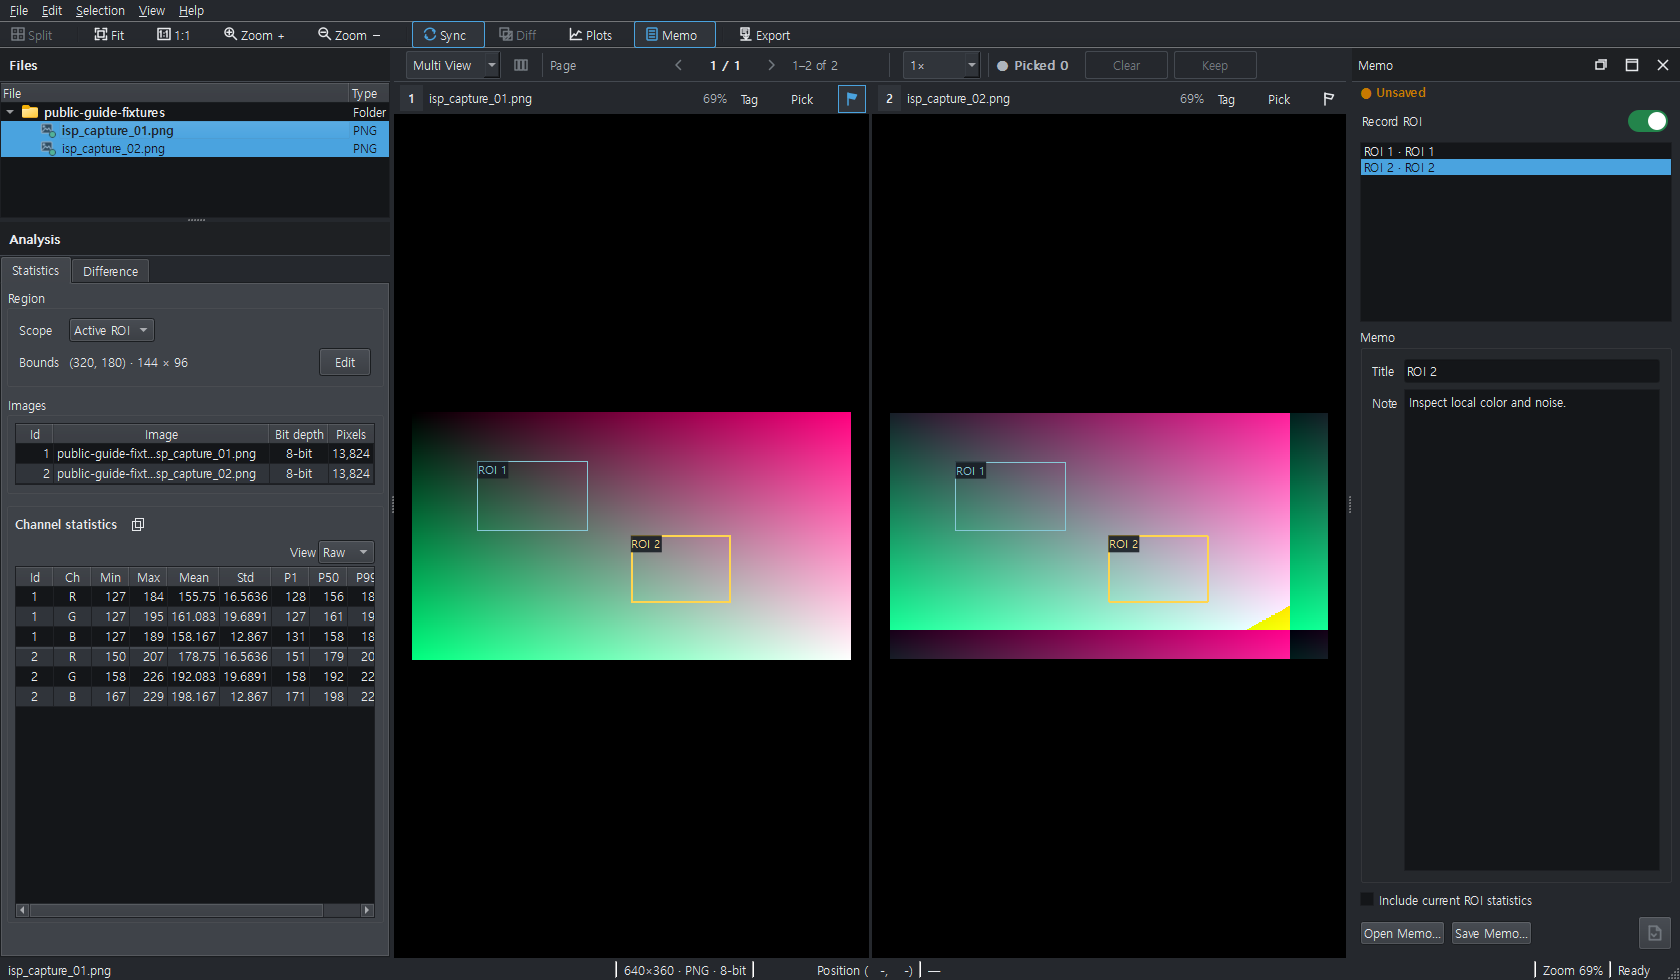 File Edit Selection View Help
Split Fit 1:1 Zoom + Zoom − Sync Diff Plots Memo Export
Files
File Type
public-guide-fixtures Folder
isp_capture_01.png PNG
isp_capture_02.png PNG
Analysis
Statistics Difference
Region
Scope Active ROI
Bounds (320, 180) · 144 × 96 Edit
Images
Id Image Bit depth Pixels
1 public-guide-fixt...sp_capture_01.png 8-bit 13,824
2 public-guide-fixt...sp_capture_02.png 8-bit 13,824
Channel statistics
View Raw
Id Ch Min Max Mean Std P1 P50 P99
1 R 127 184 155.75 16.5636 128 156 18
1 G 127 195 161.083 19.6891 127 161 19
1 B 127 189 158.167 12.867 131 158 18
2 R 150 207 178.75 16.5636 151 179 20
2 G 158 226 192.083 19.6891 158 192 22
2 B 167 229 198.167 12.867 171 198 22
Multi View Page 1 / 1 1–2 of 2 1× Picked 0 Clear Keep
1 isp_capture_01.png 69% Tag Pick
ROI 1
ROI 2
2 isp_capture_02.png 69% Tag Pick
ROI 1
ROI 2
Memo
Unsaved
Record ROI
ROI 1 · ROI 1
ROI 2 · ROI 2
Memo
Title ROI 2
Note Inspect local color and noise.
Include current ROI statistics
Open Memo... Save Memo...
isp_capture_01.png 640×360 · PNG · 8-bit Position ( -, -) — Zoom 69% Ready